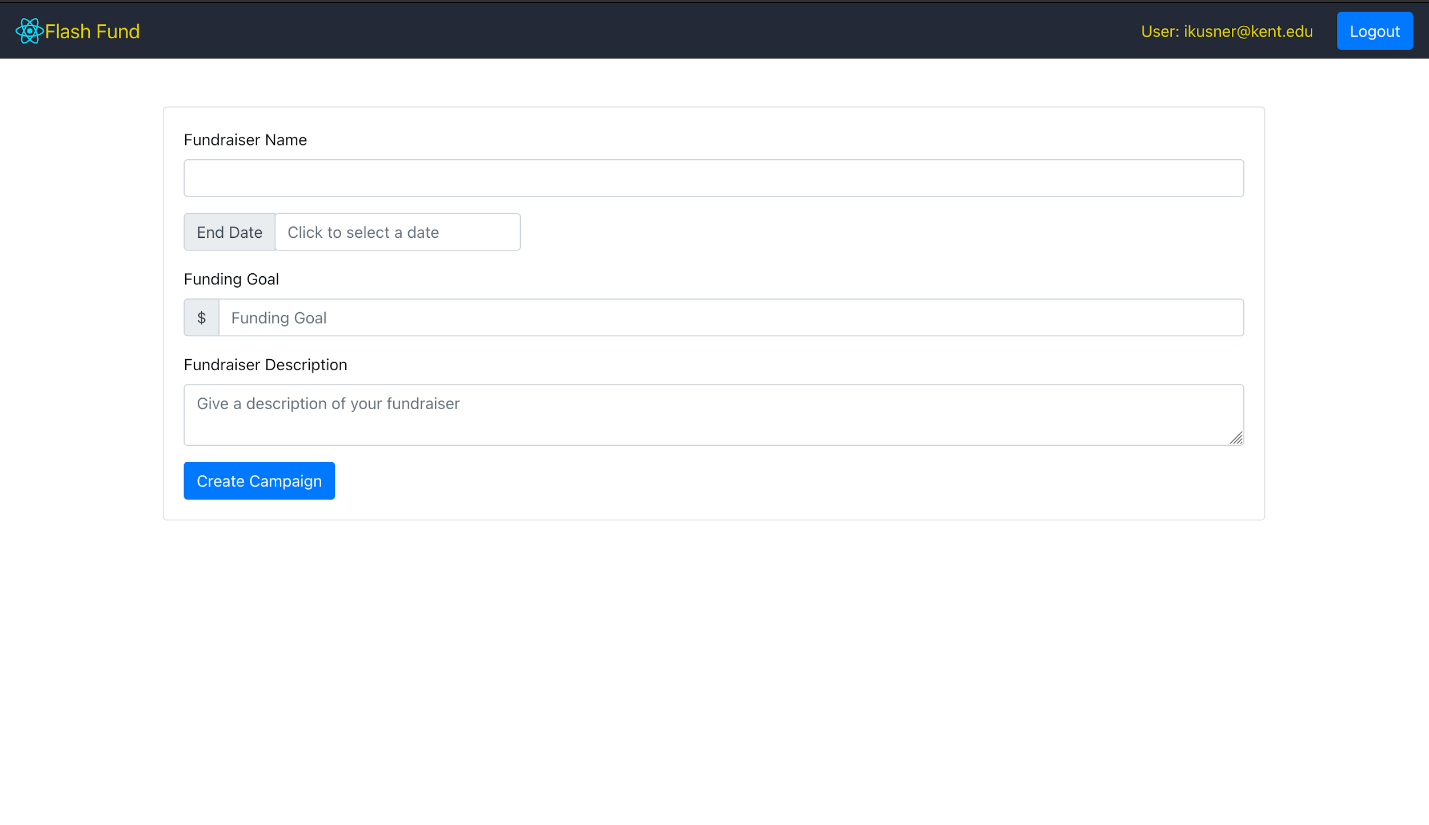 Flash Fund
User: ikusner@kent.edu
Logout
Fundraiser Name
End Date Click to select a date
Funding Goal
$ Funding Goal
Fundraiser Description
Give a description of your fundraiser
Create Campaign